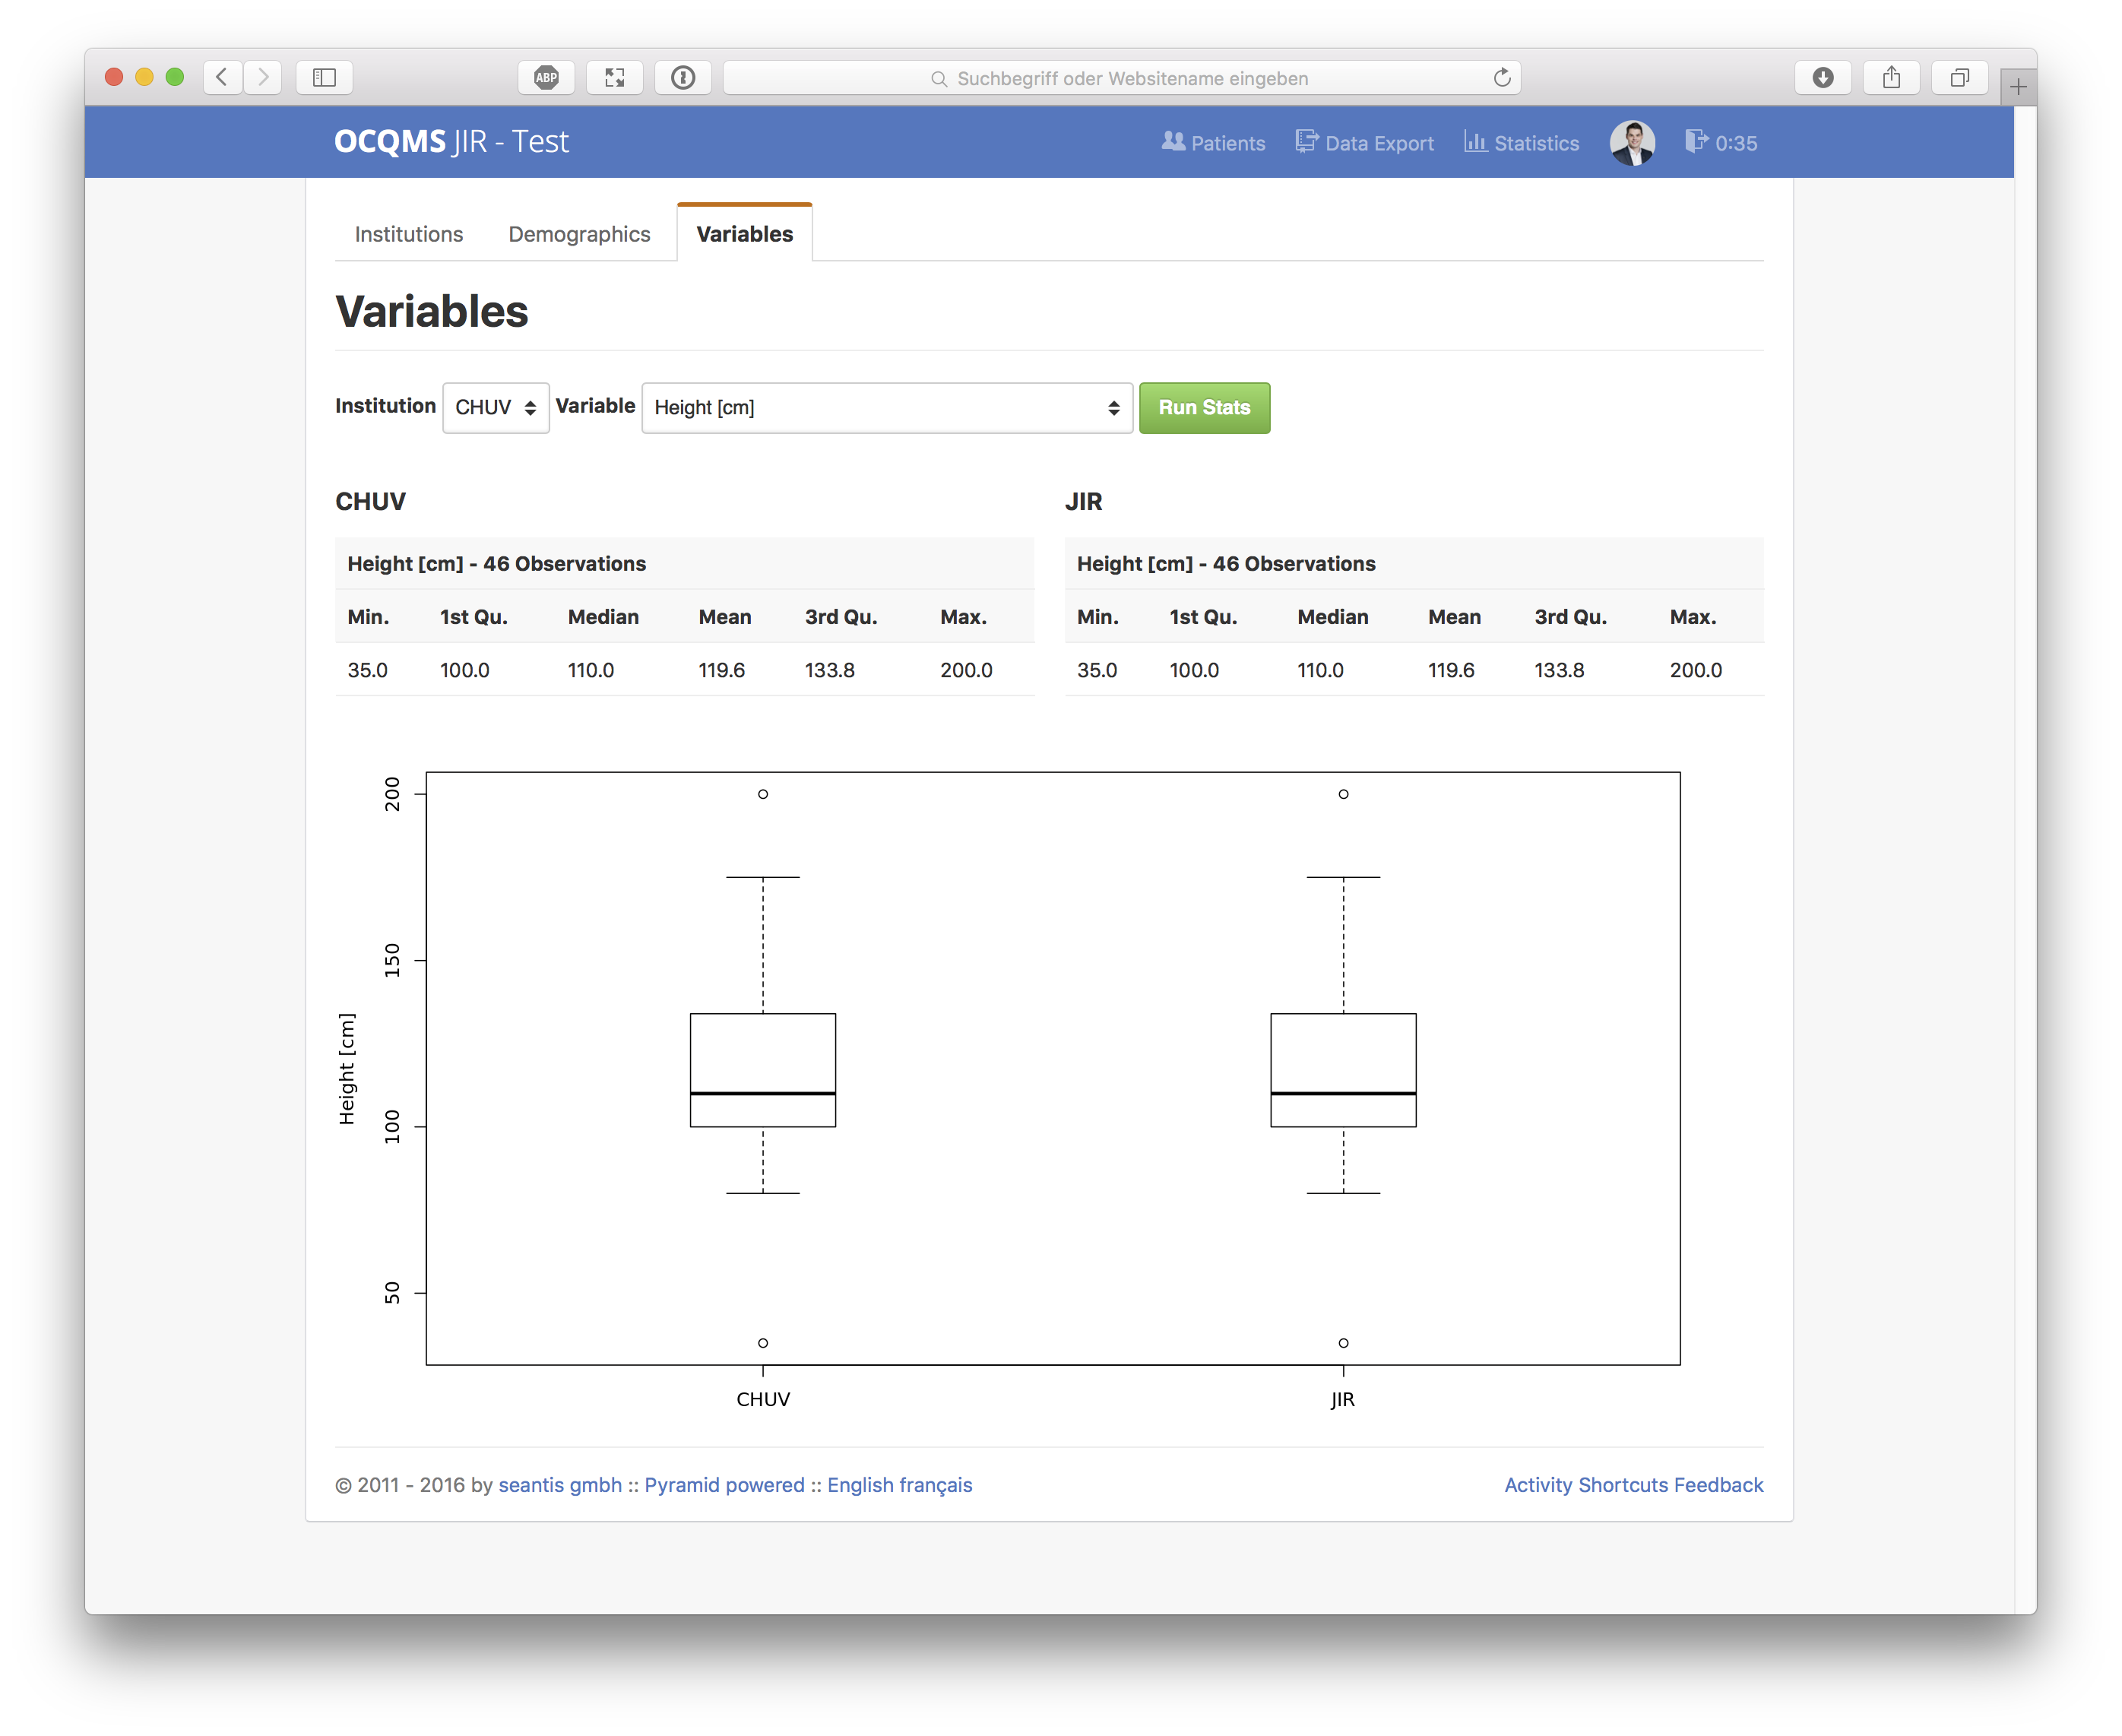 ABP
Suchbegriff oder Websitename eingeben
OCQMS JIR - Test
Patients
Data Export
Statistics
0:35
Institutions
Demographics
Variables
Variables
Institution CHUV Variable Height [cm] Run Stats
CHUV
Height [cm] - 46 Observations
Min. 1st Qu. Median Mean 3rd Qu. Max.
35.0 100.0 110.0 119.6 133.8 200.0
JIR
Height [cm] - 46 Observations
Min. 1st Qu. Median Mean 3rd Qu. Max.
35.0 100.0 110.0 119.6 133.8 200.0
Height [cm]
200
150
100
50
CHUV
JIR
© 2011 - 2016 by seantis gmbh :: Pyramid powered :: English français
Activity Shortcuts Feedback